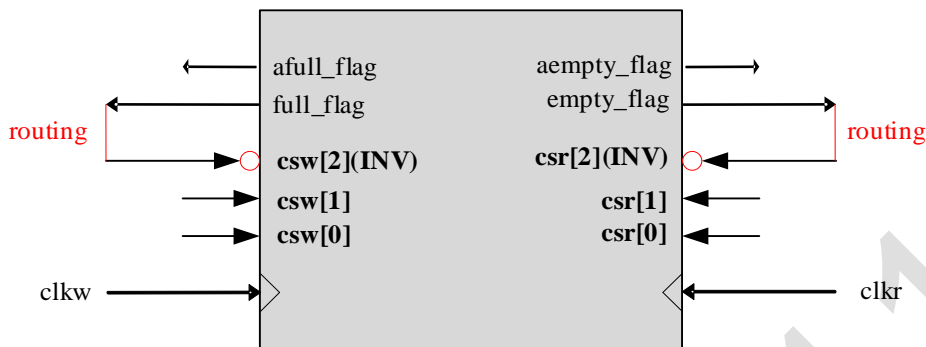 afull_flag
aempty_flag
full_flag
empty_flag
routing
routing
csw[2](INV)
csr[2](INV)
csw[1]
csr[1]
csw[0]
csr[0]
clkw
clkr